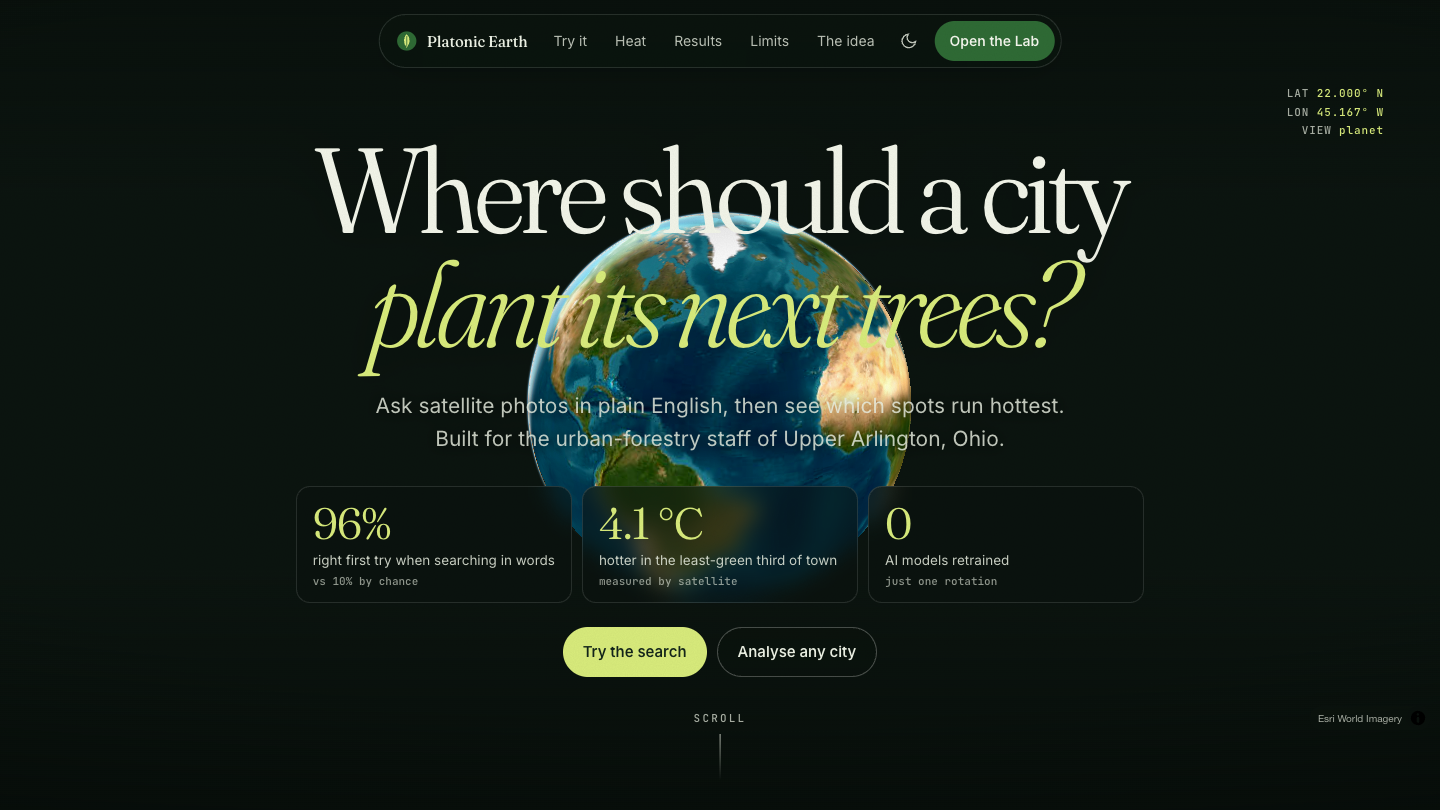 Platonic Earth Try it Heat Results Limits The idea Open the Lab
LAT 22.000° N
LON 45.167° W
VIEW planet
Where should a city
plant its next trees?
Ask satellite photos in plain English, then see which spots run hottest.
Built for the urban-forestry staff of Upper Arlington, Ohio.
96%
right first try when searching in words
vs 10% by chance
4.1 °C
hotter in the least-green third of town
measured by satellite
0
AI models retrained
just one rotation
Try the search
Analyse any city
SCROLL
Esri World Imagery